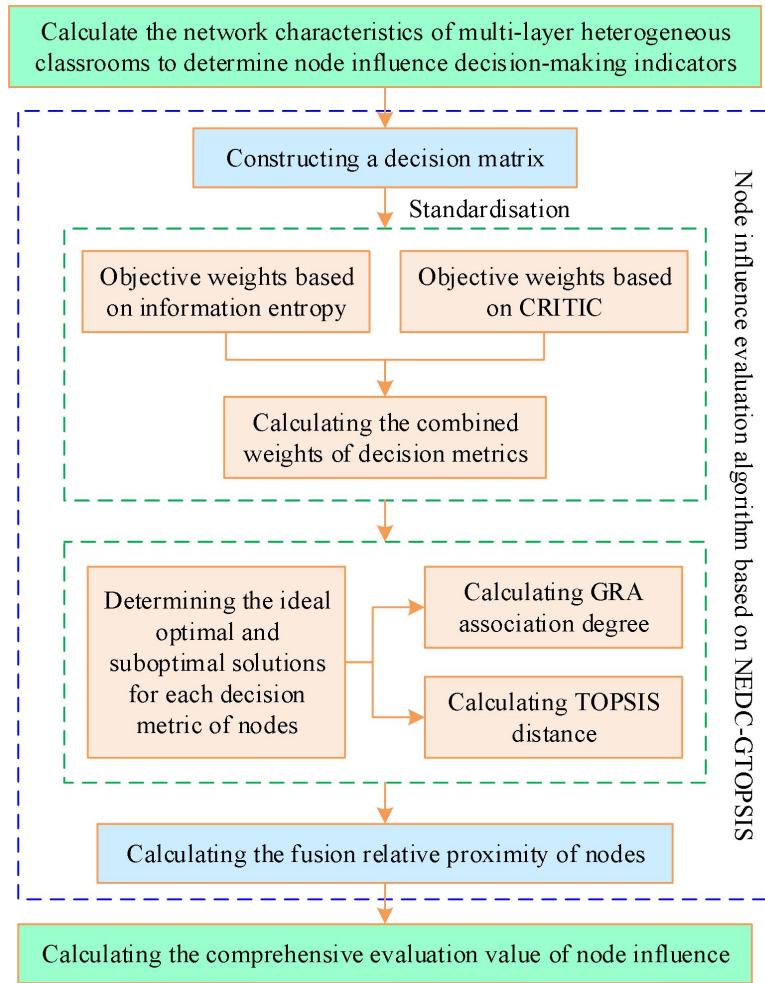 Calculate the network characteristics of multi-layer heterogeneous
classrooms to determine node influence decision-making indicators
Constructing a decision matrix
Standardisation
Objective weights based
on information entropy
Objective weights based
on CRITIC
Calculating the combined
weights of decision metrics
Determining the ideal
optimal and
suboptimal solutions
for each decision
metric of nodes
Calculating GRA
association degree
Calculating TOPSIS
distance
Calculating the fusion relative proximity of nodes
Node influence evaluation algorithm based on NEDC-GTOPSIS
Calculating the comprehensive evaluation value of node influence